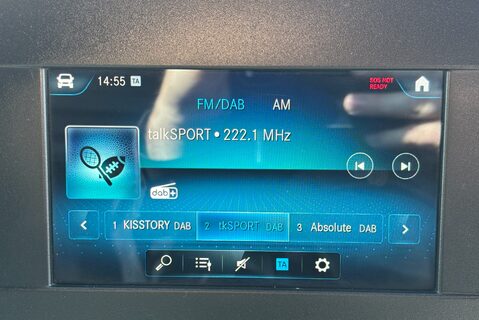 14:55 TA
SOS NOT
READY
FM/DAB AM
talkSPORT • 222.1 MHz
dab+
1 KISSTORY DAB 2 tkSPORT DAB 3 Absolute DAB
TA